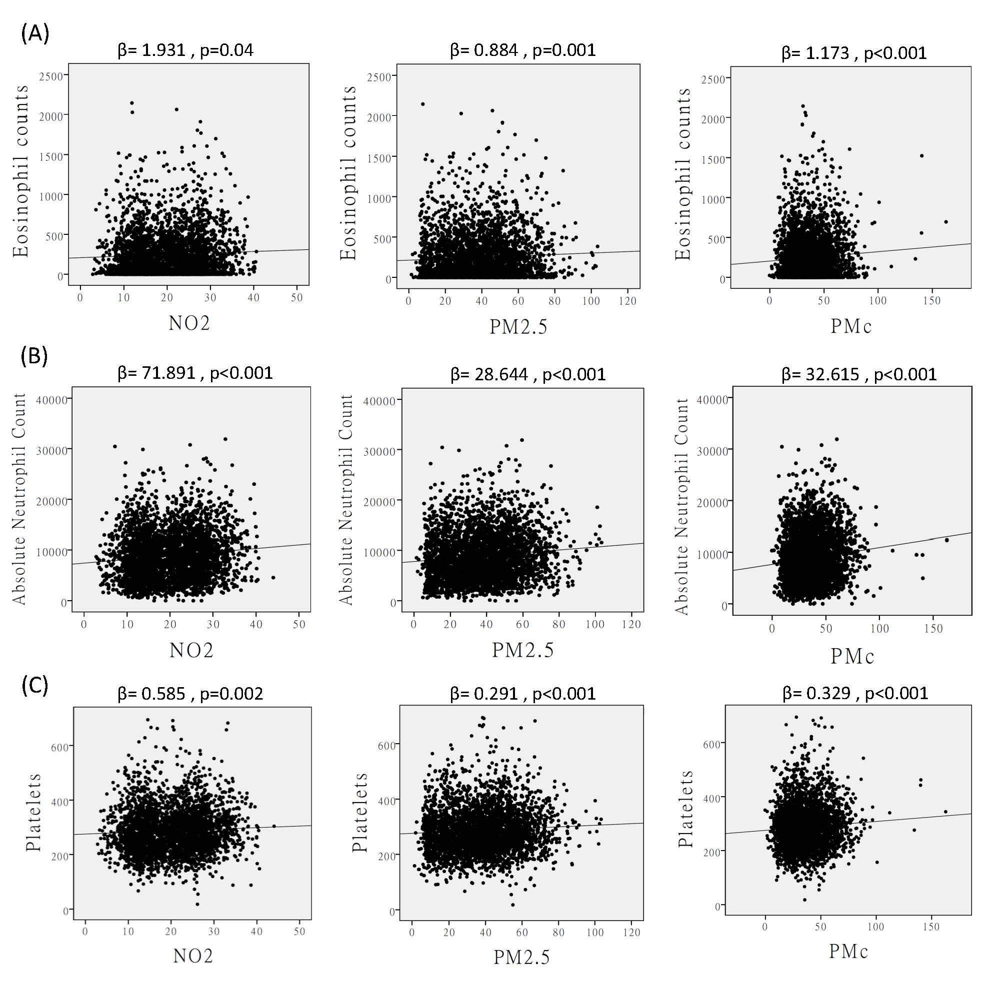 (A)
β= 1.931 , p=0.04
β= 0.884 , p=0.001
β= 1.173 , p<0.001
Eosinophil counts
2500
2000
1500
1000
500
0
0 10 20 30 40 50
NO2
Eosinophil counts
2500
2000
1500
1000
500
0
0 20 40 60 80 100 120
PM2.5
Eosinophil counts
2500
2000
1500
1000
500
0
0 50 100 150
PMc
(B)
β= 71.891 , p<0.001
β= 28.644 , p<0.001
β= 32.615 , p<0.001
Absolute Neutrophil Count
40000
30000
20000
10000
0
0 10 20 30 40 50
NO2
Absolute Neutrophil Count
40000
30000
20000
10000
0
0 20 40 60 80 100 120
PM2.5
Absolute Neutrophil Count
40000
30000
20000
10000
0
0 50 100 150
PMc
(C)
β= 0.585 , p=0.002
β= 0.291 , p<0.001
β= 0.329 , p<0.001
Platelets
600
400
200
0
0 10 20 30 40 50
NO2
Platelets
600
400
200
0
0 20 40 60 80 100 120
PM2.5
Platelets
600
400
200
0
0 50 100 150
PMc